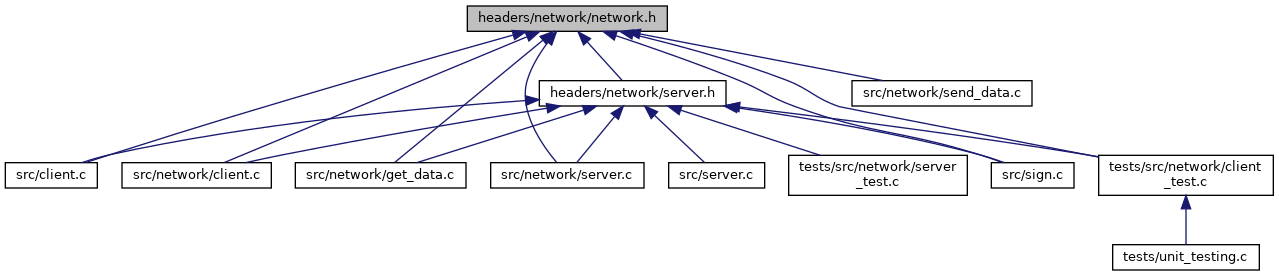 headers/network/network.h
headers/network/server.h
src/network/send_data.c
src/client.c
src/network/client.c
src/network/get_data.c
src/network/server.c
src/server.c
tests/src/network/server
_test.c
src/sign.c
tests/src/network/client
_test.c
tests/unit_testing.c